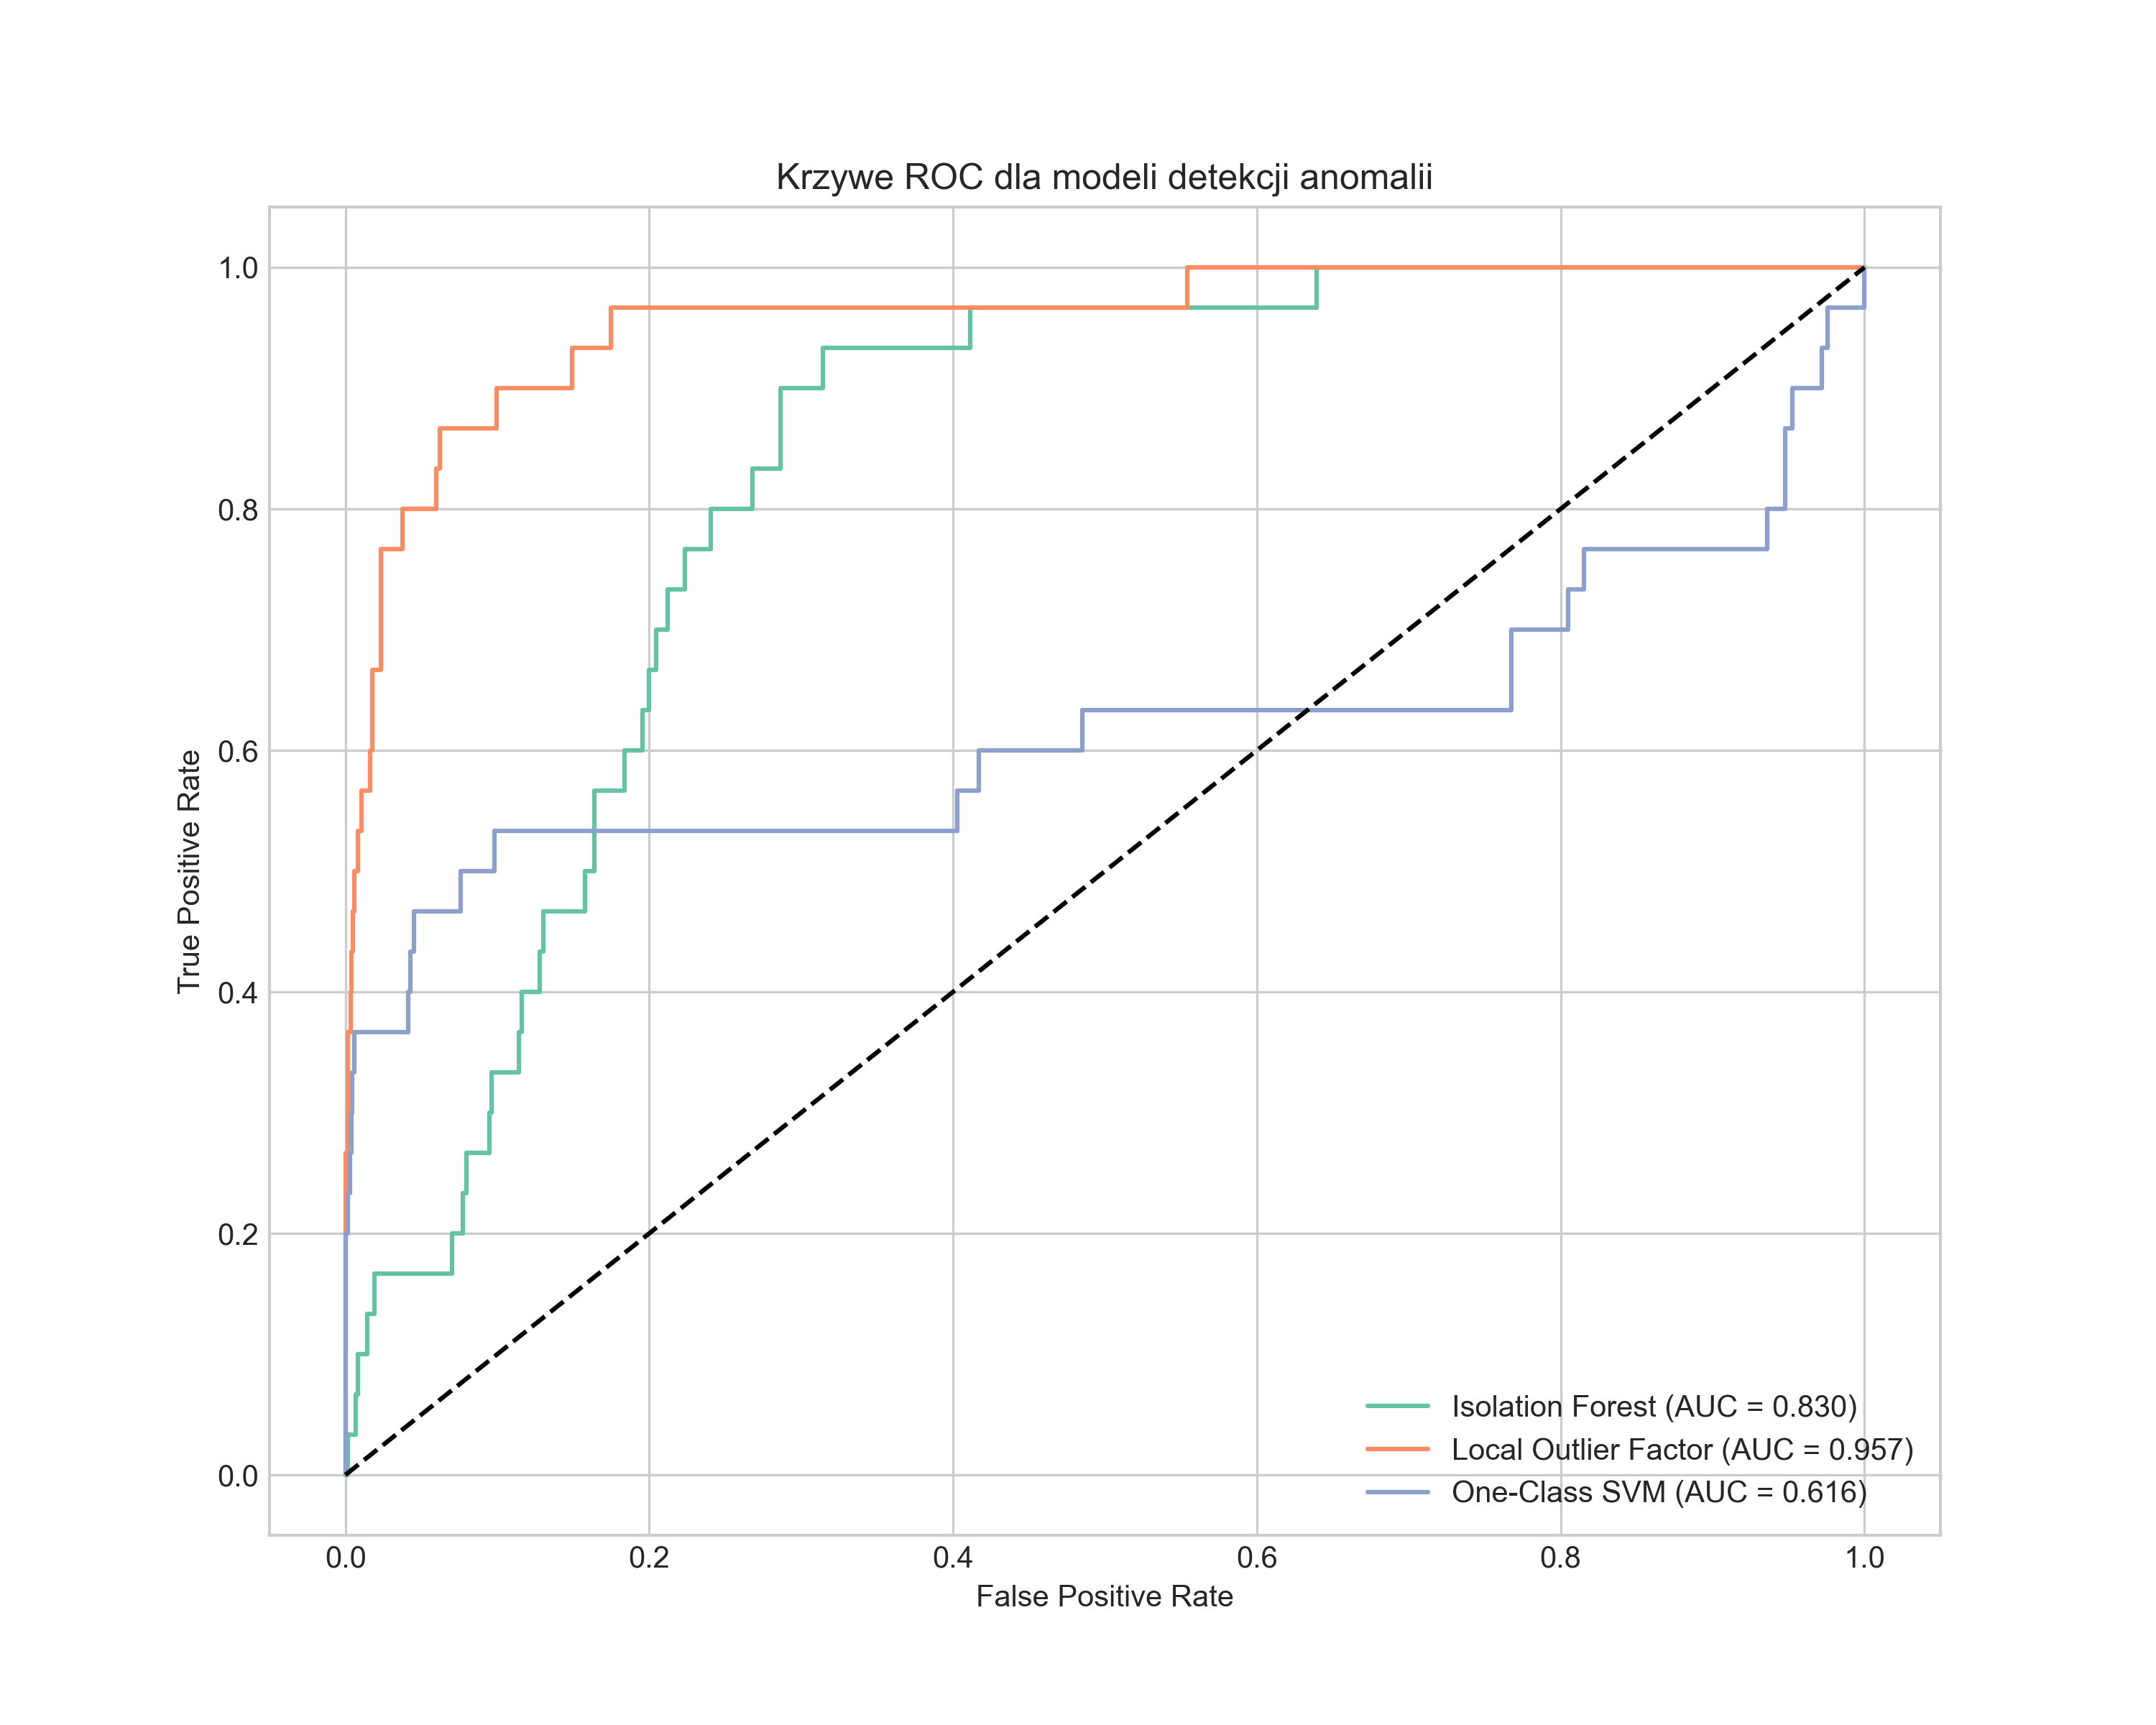 Krzywe ROC dla modeli detekcji anomalii
True Positive Rate
1.0
0.8
0.6
0.4
0.2
0.0
Isolation Forest (AUC = 0.830)
Local Outlier Factor (AUC = 0.957)
One-Class SVM (AUC = 0.616)
0.0 0.2 0.4 0.6 0.8 1.0
False Positive Rate